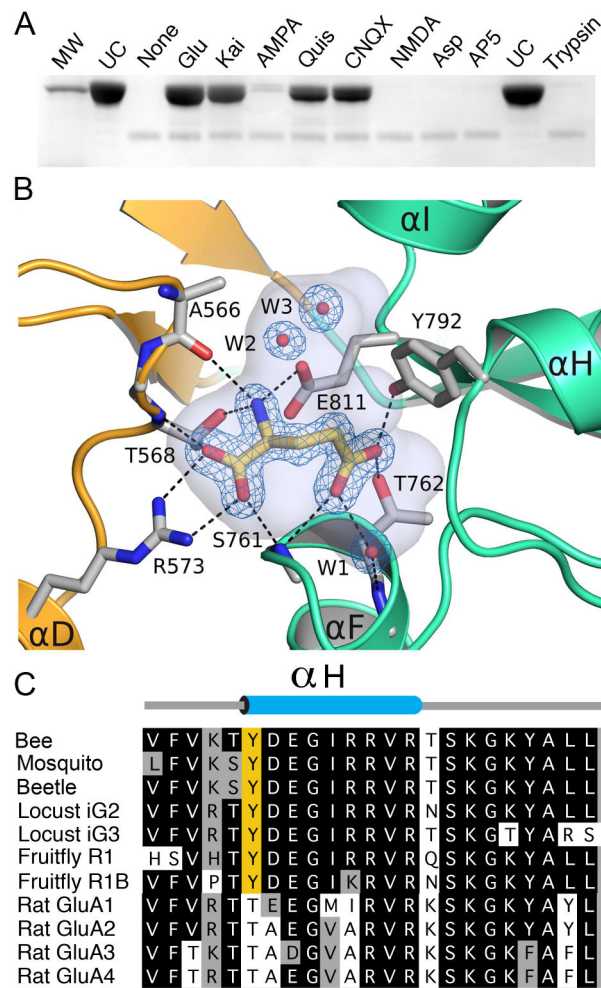 A
MW UC None Glu Kai AMPA Quis CNQX NMDA Asp AP5 UC Trypsin
B
αI
A566
W3
W2
Y792
αH
E811
T568
T762
S761
R573
W1
αD
αF
C
αH
Bee V F V K T Y D E G I R R V R T S K G K Y A L L
Mosquito L F V K S Y D E G I R R V R T S K G K Y A L L
Beetle V F V K S Y D E G I R R V R T S K G K Y A L L
Locust iG2 V F V R T Y D E G I R R V R N S K G K Y A L L
Locust iG3 V F V R T Y D E G I R R V R T S K G T Y A R S
Fruitfly R1 H S V H T Y D E G I R R V R Q S K G K Y A L L
Fruitfly R1B V F V P T Y D E G I K R V R N S K G K Y A L L
Rat GluA1 V F V R T T E E G M I R V R K S K G K Y A Y L
Rat GluA2 V F V R T T A E G V A R V R K S K G K Y A Y L
Rat GluA3 V F T K T T A D G V A R V R K S K G K F A F L
Rat GluA4 V F T K T T A E G V A R V R K S K G K Y A F L